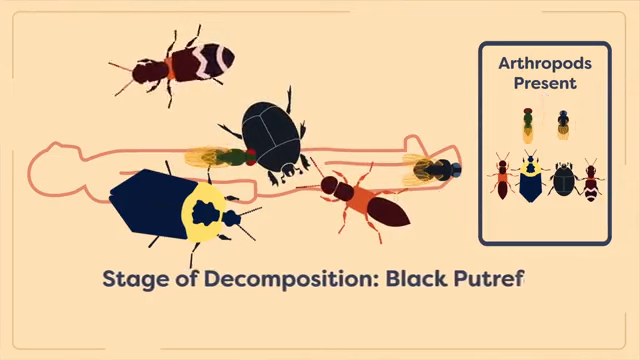 Arthropods
Present
Stage of Decomposition: Black Putref